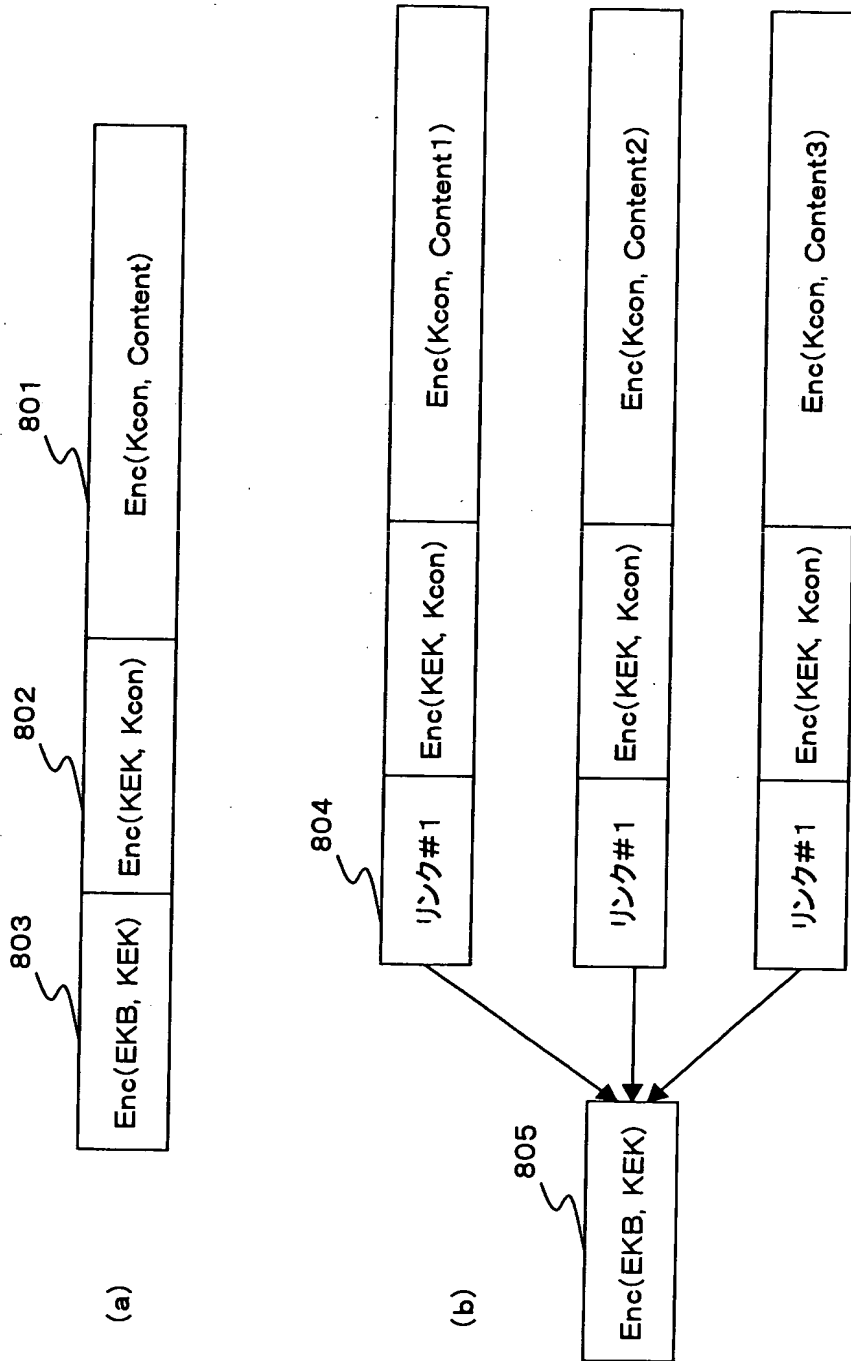 (a)
803
802
801
Enc(EKB, KEK)
Enc(KEK, Kcon)
Enc(Kcon, Content)
(b)
804
リンク#1
Enc(KEK, Kcon)
Enc(Kcon, Content1)
805
Enc(EKB, KEK)
リンク#1
Enc(KEK, Kcon)
Enc(Kcon, Content2)
リンク#1
Enc(KEK, Kcon)
Enc(Kcon, Content3)